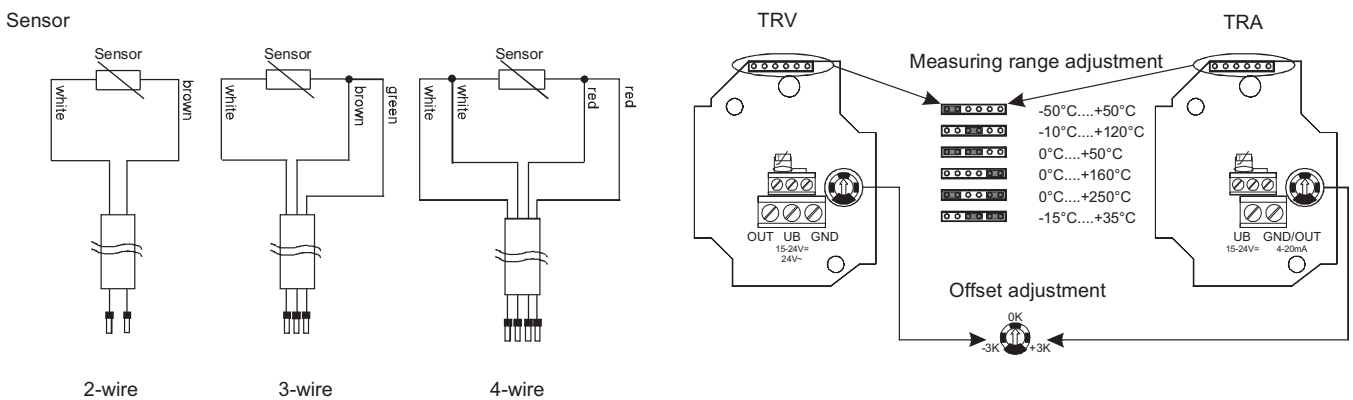 Sensor
Sensor
white
brown
2-wire
Sensor
white
brown
green
3-wire
Sensor
white
white
red
red
4-wire
TRV
TRA
Measuring range adjustment
-50°C....+50°C
-10°C....+120°C
0°C....+50°C
0°C....+160°C
0°C....+250°C
-15°C....+35°C
OUT UB GND
15-24V=
24V~
UB GND/OUT
15-24V= 4-20mA
Offset adjustment
0K
-3K +3K